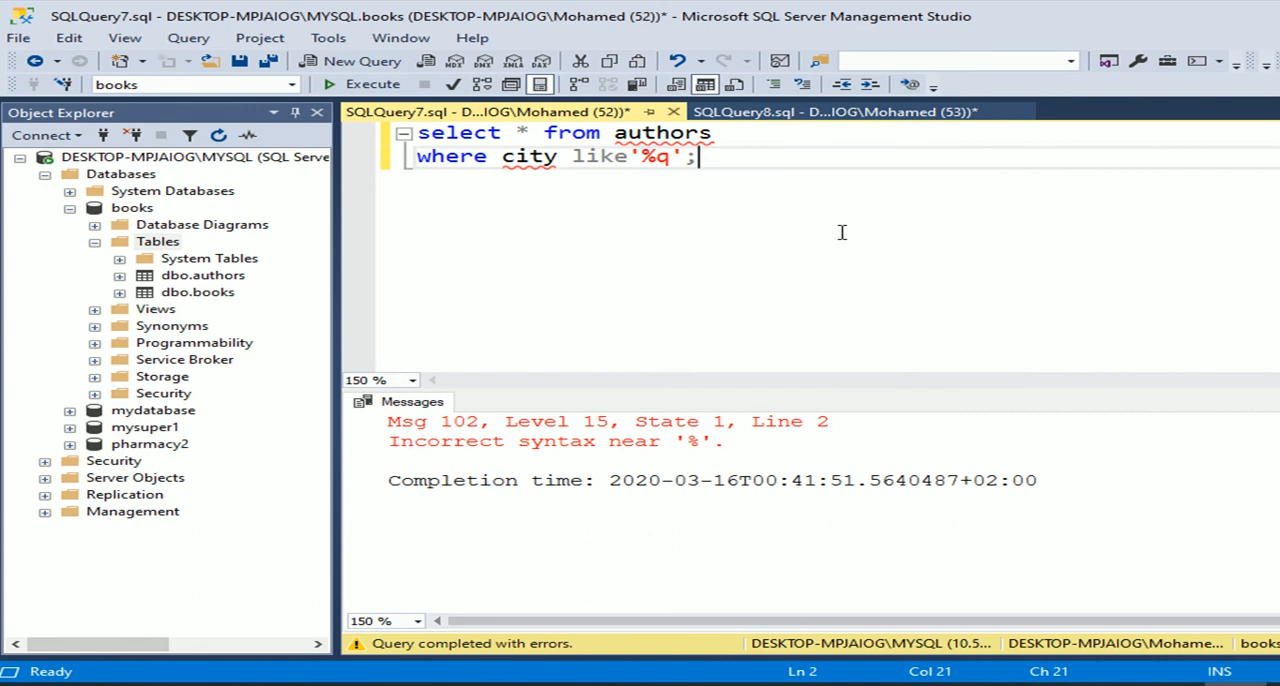 SQLQuery7.sql - DESKTOP-MPJAIOG\MYSQL.books (DESKTOP-MPJAIOG\Mohamed (52))* - Microsoft SQL Server Management Studio
File Edit View Query Project Tools Window Help
New Query MDX DMX XMLA DAX
books Execute
Object Explorer
Connect
DESKTOP-MPJAIOG\MYSQL (SQL Serve
Databases
System Databases
books
Database Diagrams
Tables
System Tables
dbo.authors
dbo.books
Views
Synonyms
Programmability
Service Broker
Storage
Security
mydatabase
mysuper1
pharmacy2
Security
Server Objects
Replication
Management
SQLQuery7.sql - D...IOG\Mohamed (52))* SQLQuery8.sql - D...IOG\Mohamed (53))*
select * from authors
where city like'%q';
150 %
Messages
Msg 102, Level 15, State 1, Line 2
Incorrect syntax near '%'.
Completion time: 2020-03-16T00:41:51.5640487+02:00
150 %
Query completed with errors. DESKTOP-MPJAIOG\MYSQL (10.5... DESKTOP-MPJAIOG\Mohame... books
Ready Ln 2 Col 21 Ch 21 INS